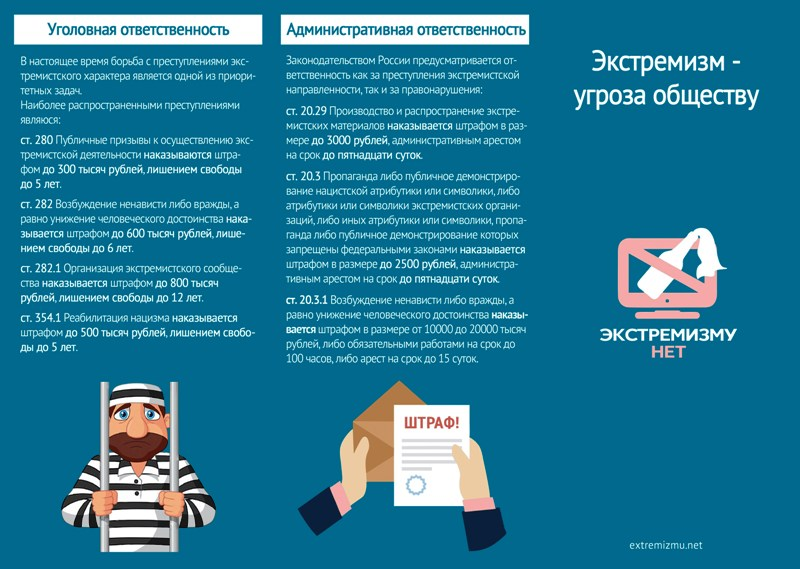 Уголовная ответственность
В настоящее время борьба с преступлениями экс-
тремистского характера является одной из приори-
тетных задач.
Наиболее распространенными преступлениями
являюся:
ст. 280 Публичные призывы к осуществлению экс-
тремистской деятельности наказываются штра-
фом до 300 тысяч рублей, лишением свободы
до 5 лет.
ст. 282 Возбуждение ненависти либо вражды, а
равно унижение человеческого достоинства нака-
зывается штрафом до 600 тысяч рублей, лише-
нием свободы до 6 лет.
ст. 282.1 Организация экстремистского сообще-
ства наказывается штрафом до 800 тысяч
рублей, лишением свободы до 12 лет.
ст. 354.1 Реабилитация нацизма наказывается
штрафом до 500 тысяч рублей, лишением свобо-
ды до 5 лет.
Административная ответственность
Законодательством России предусматривается от-
ветственность как за преступления экстремистской
направленности, так и за правонарушения:
ст. 20.29 Производство и распространение экстре-
мистских материалов наказывается штрафом в раз-
мере до 3000 рублей, административным арестом
на срок до пятнадцати суток.
ст. 20.3 Пропаганда либо публичное демонстриро-
вание нацистской атрибутики или символики, либо
атрибутики или символики экстремистских органи-
заций, либо иных атрибутики или символики, пропа-
ганда либо публичное демонстрирование которых
запрещены федеральными законами наказывается
штрафом в размере до 2500 рублей, администра-
тивным арестом на срок до пятнадцати суток.
ст. 20.3.1 Возбуждение ненависти либо вражды, а
равно унижение человеческого достоинства наказы-
вается штрафом в размере от 10000 до 20000 тысяч
рублей, либо обязательными работами на срок до
100 часов, либо арест на срок до 15 суток.
ШТРАФ!
Экстремизм -
угроза обществу
ЭКСТРЕМИЗМУ
НЕТ
extremizmu.net